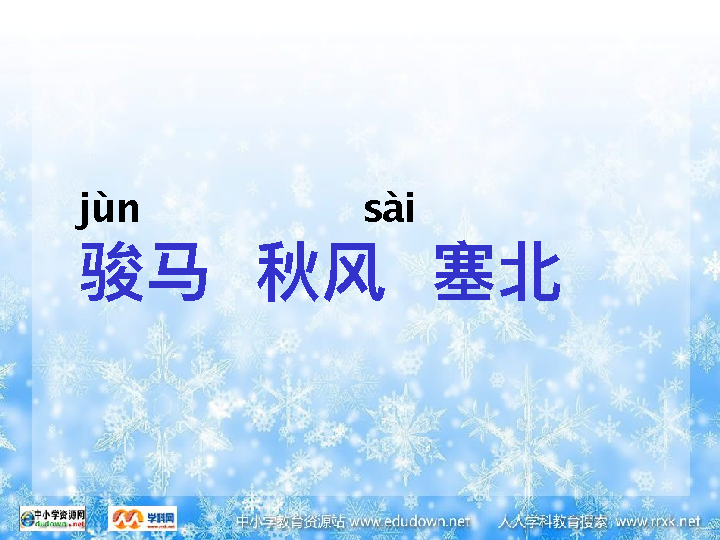 jùn sài
骏马 秋风 塞北
中小学资源网 edudown.net
学科网
中小学教育资源站 www.edudown.net 人人学科教育搜索 www.rrxk.net